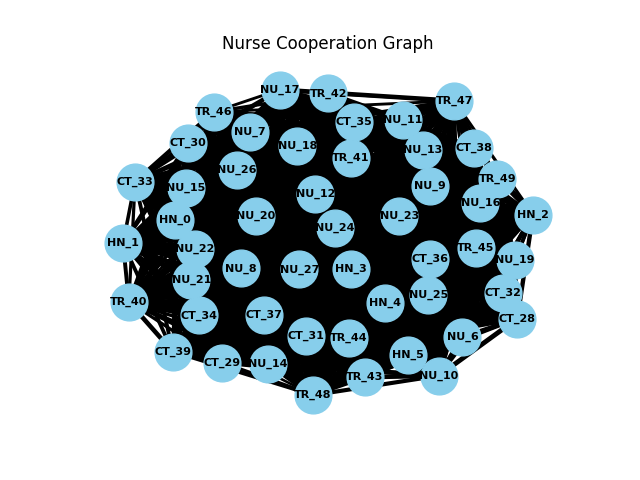 Nurse Cooperation Graph
NU_17
TR_42
TR_47
TR_46
CT_35
NU_11
NU_7
CT_30
NU_18
NU_13
CT_38
TR_41
NU_26
TR_49
CT_33
NU_15
NU_9
NU_12
NU_16
HN_0
NU_20
NU_23
HN_2
NU_24
HN_1
NU_22
TR_45
CT_36
NU_19
NU_8
NU_27
HN_3
NU_21
CT_32
NU_25
TR_40
HN_4
CT_34
CT_37
CT_28
CT_31
TR_44
NU_6
CT_39
HN_5
CT_29
NU_14
TR_43
NU_10
TR_48